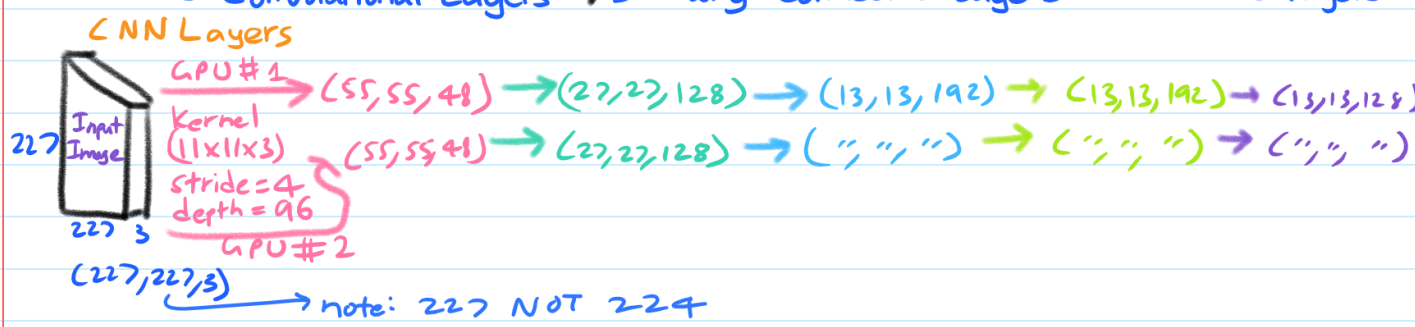 Convolutional Layers
CNN Layers
GPU #1
(55,55,48) → (27,27,128) → (13,13,192) → (13,13,192) → (13,13,128)
Kernel
(11x11x3)
stride=4
depth = 96
GPU #2
(55,55,48) → (27,27,128) → (〃, 〃, 〃) → (〃, 〃, 〃) → (〃, 〃, 〃)
Input
Image
227
227 3
(227,227,3)
note: 227 NOT 224